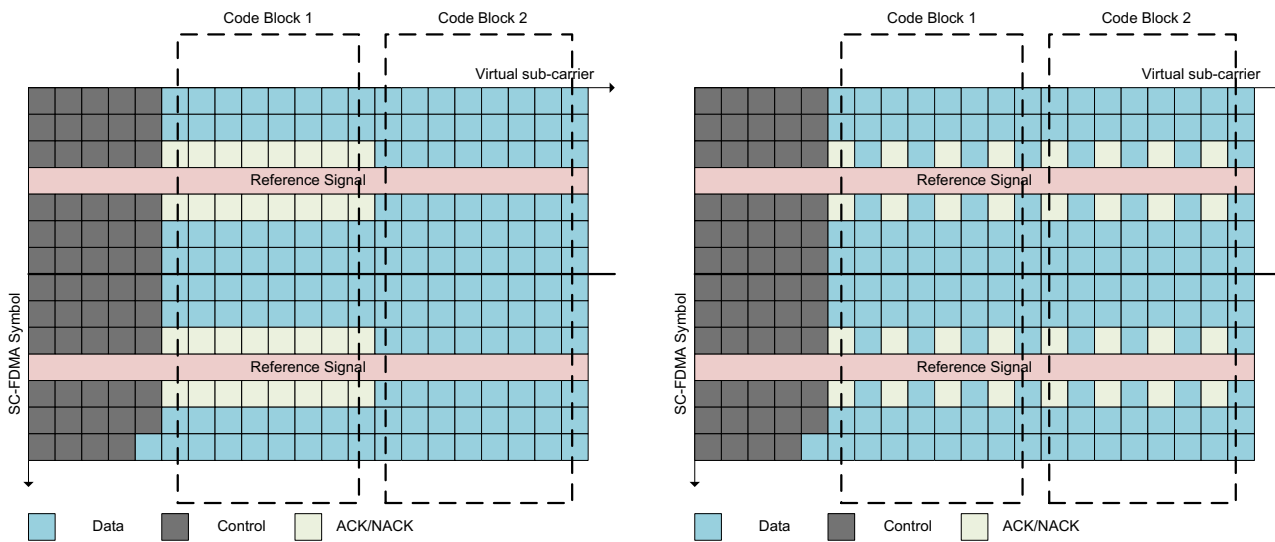 Code Block 1
Code Block 2
Virtual sub-carrier
Reference Signal
SC-FDMA Symbol
Reference Signal
Data
Control
ACK/NACK
Code Block 1
Code Block 2
Virtual sub-carrier
Reference Signal
SC-FDMA Symbol
Reference Signal
Data
Control
ACK/NACK